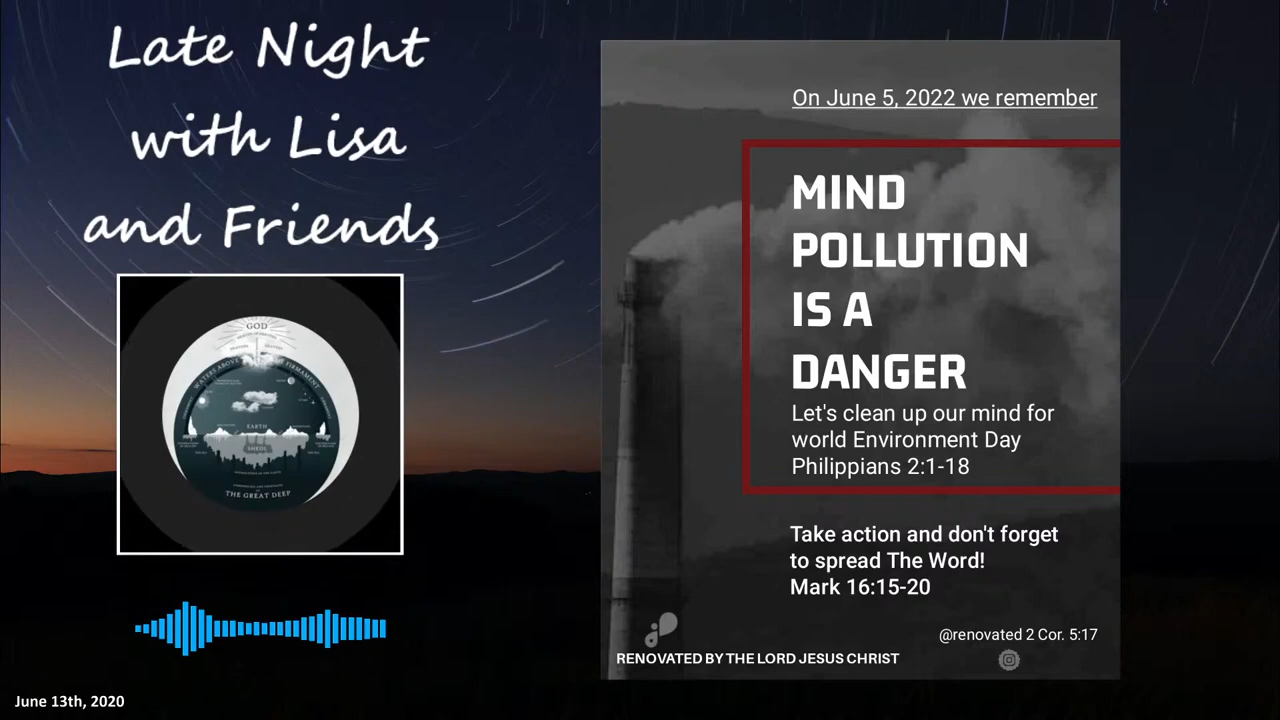 Late Night
with Lisa
and Friends
GOD
WATERS ABOVE
FIRMAMENT
EARTH
SHEOL
THE GREAT DEEP
June 13th, 2020
On June 5, 2022 we remember
MIND
POLLUTION
IS A
DANGER
Let's clean up our mind for
world Environment Day
Philippians 2:1-18
Take action and don't forget
to spread The Word!
Mark 16:15-20
@renovated 2 Cor. 5:17
RENOVATED BY THE LORD JESUS CHRIST